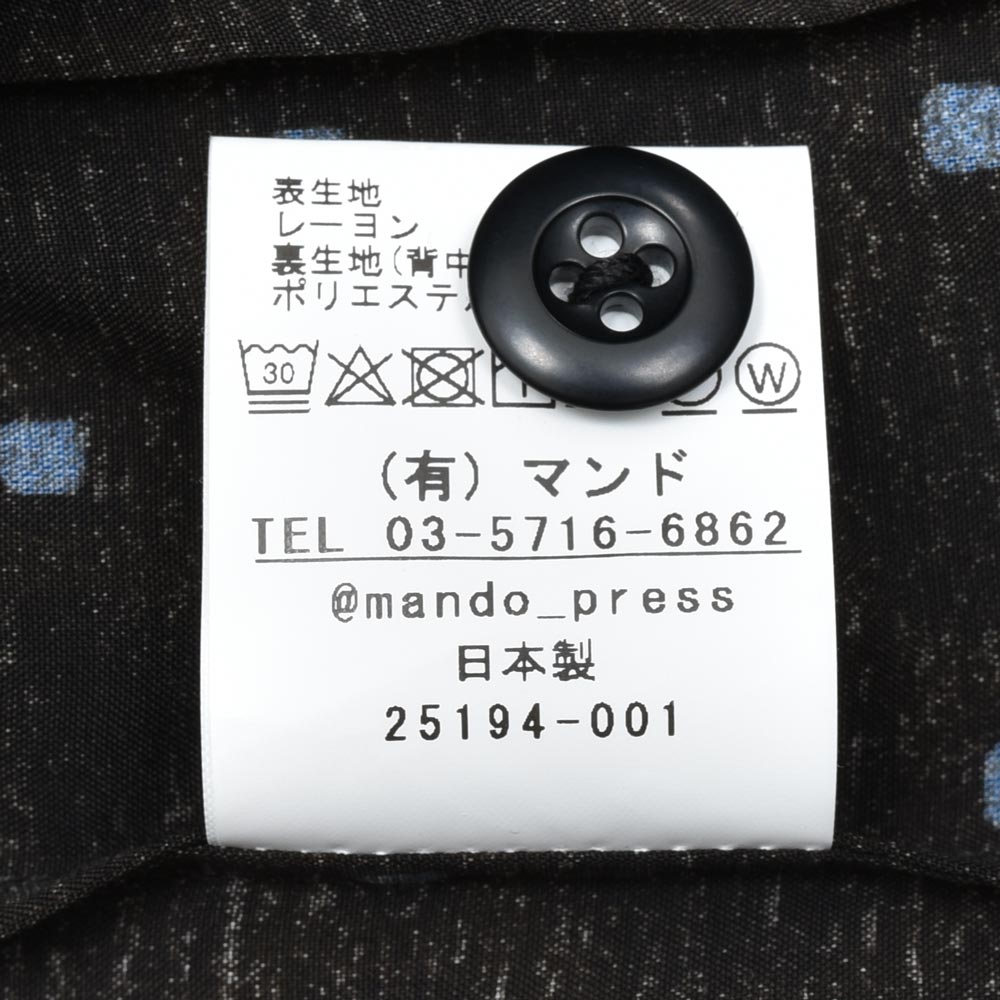 表生地
レーヨン
裏生地(背中
ポリエステ
30 W
(有) マンド
TEL 03-5716-6862
@mando_press
日本製
25194-001